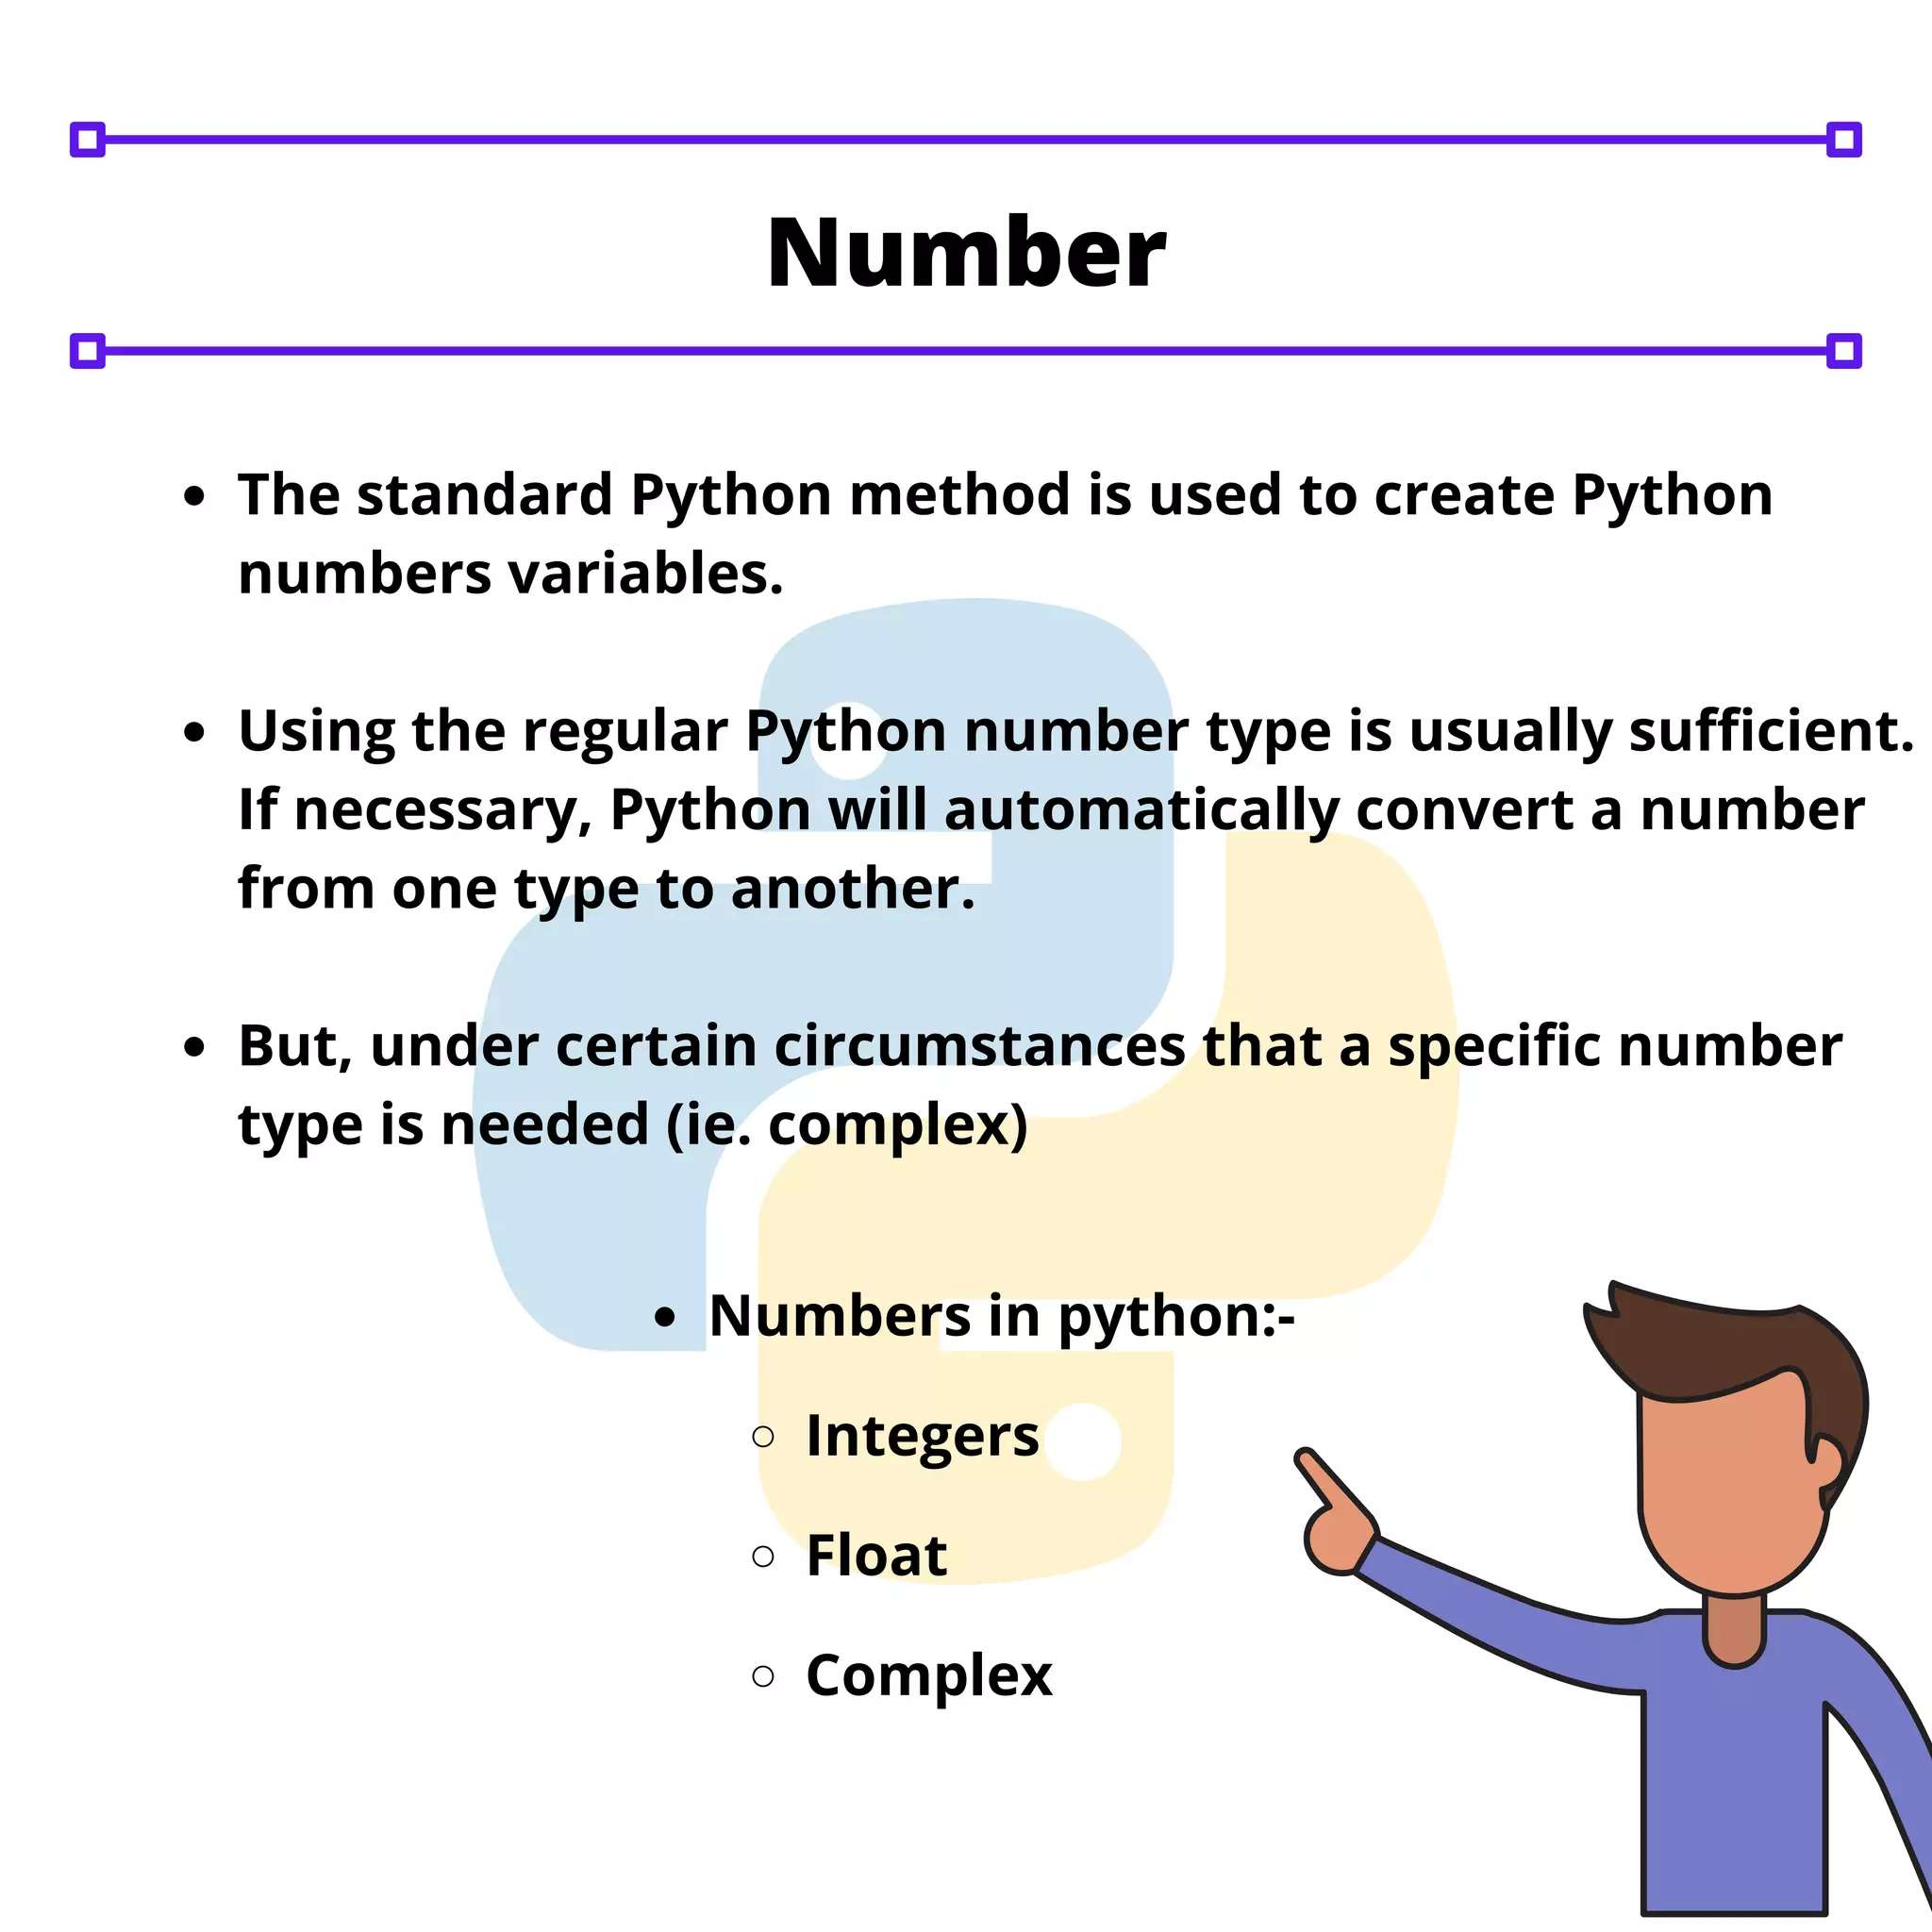 Number
The standard Python method is used to create Python
numbers variables.
Using the regular Python number type is usually sufficient.
If necessary, Python will automatically convert a number
from one type to another.
But, under certain circumstances that a specific number
type is needed (ie. complex)
Numbers in python:-
Integers
Float
Complex